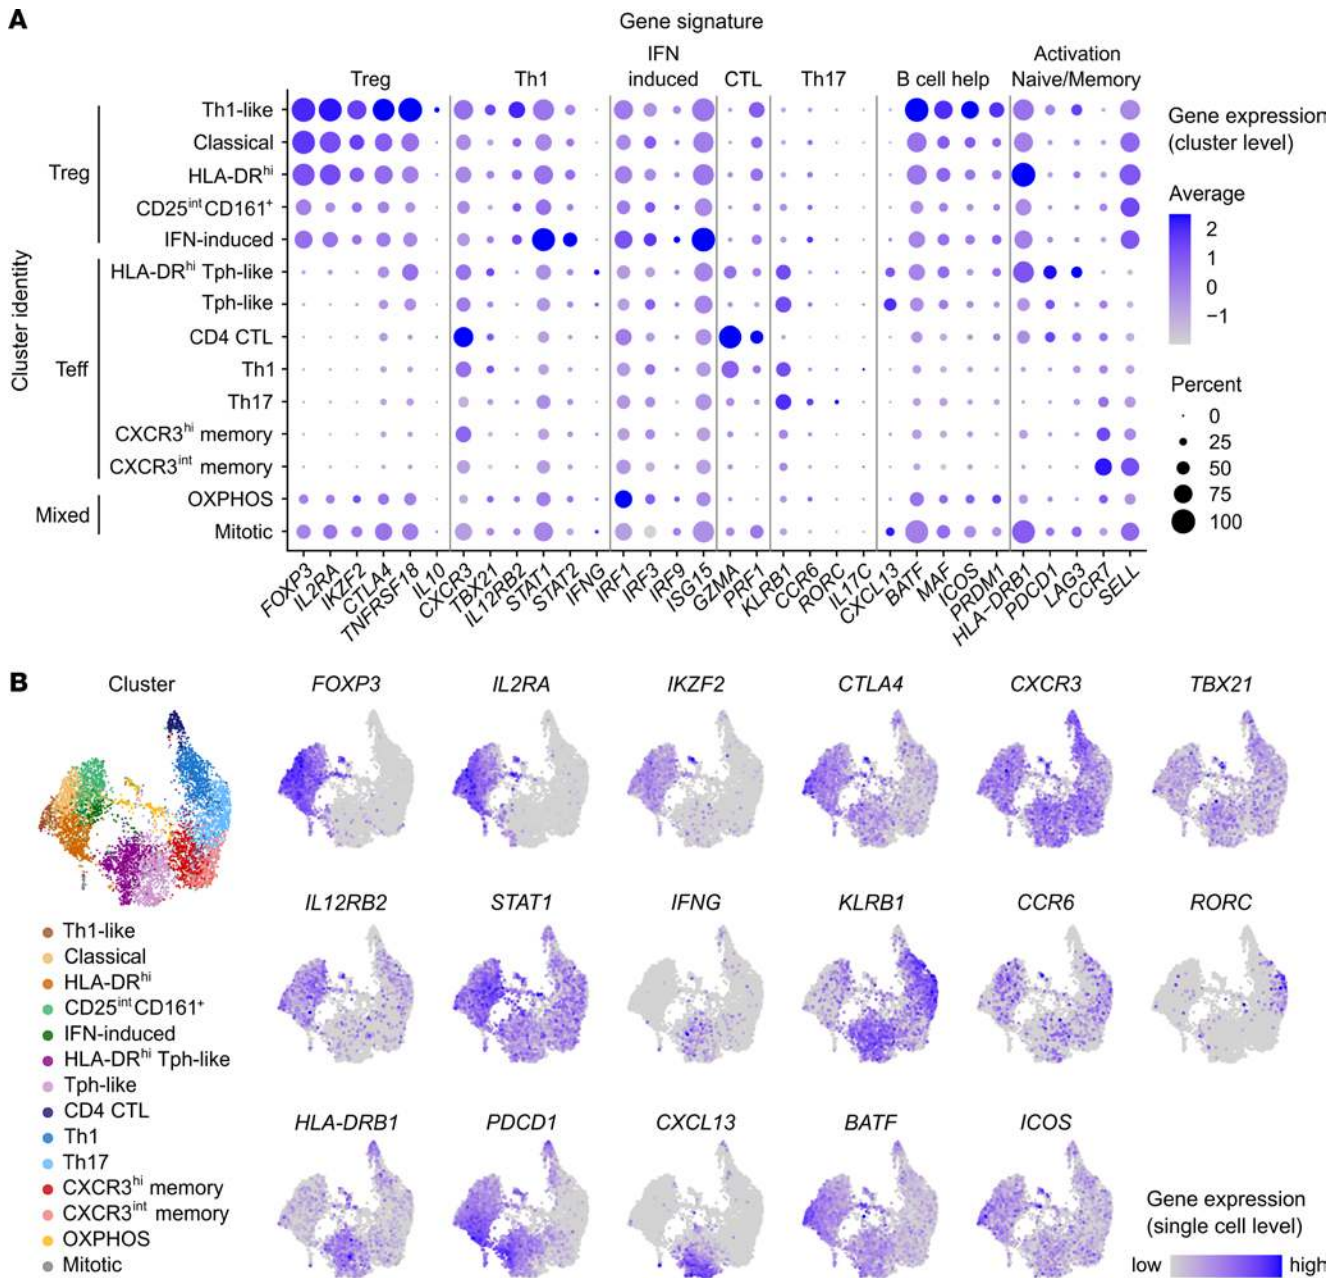 A
Gene signature
Treg
Th1
IFN induced
CTL
Th17
B cell help
Activation Naive/Memory
Cluster identity
Treg
Th1-like
Classical
HLA-DRhi
CD25intCD161+
IFN-induced
Teff
HLA-DRhi Tph-like
Tph-like
CD4 CTL
Th1
Th17
CXCR3hi memory
CXCR3int memory
Mixed
OXPHOS
Mitotic
FOXP3
IL2RA
IKZF2
CTLA4
TNFRSF18
IL10
CXCR3
TBX21
IL12RB2
STAT1
STAT2
IFNG
IRF1
IRF3
IRF9
ISG15
GZMA
PRF1
KLRB1
CCR6
RORC
IL17C
CXCL13
BATF
MAF
ICOS
PRDM1
HLA-DRB1
PDCD1
LAG3
CCR7
SELL
Gene expression
(cluster level)
Average
2
1
0
−1
Percent
0
25
50
75
100
B
Cluster
FOXP3
IL2RA
IKZF2
CTLA4
CXCR3
TBX21
IL12RB2
STAT1
IFNG
KLRB1
CCR6
RORC
HLA-DRB1
PDCD1
CXCL13
BATF
ICOS
Th1-like
Classical
HLA-DRhi
CD25intCD161+
IFN-induced
HLA-DRhi Tph-like
Tph-like
CD4 CTL
Th1
Th17
CXCR3hi memory
CXCR3int memory
OXPHOS
Mitotic
Gene expression
(single cell level)
low
high